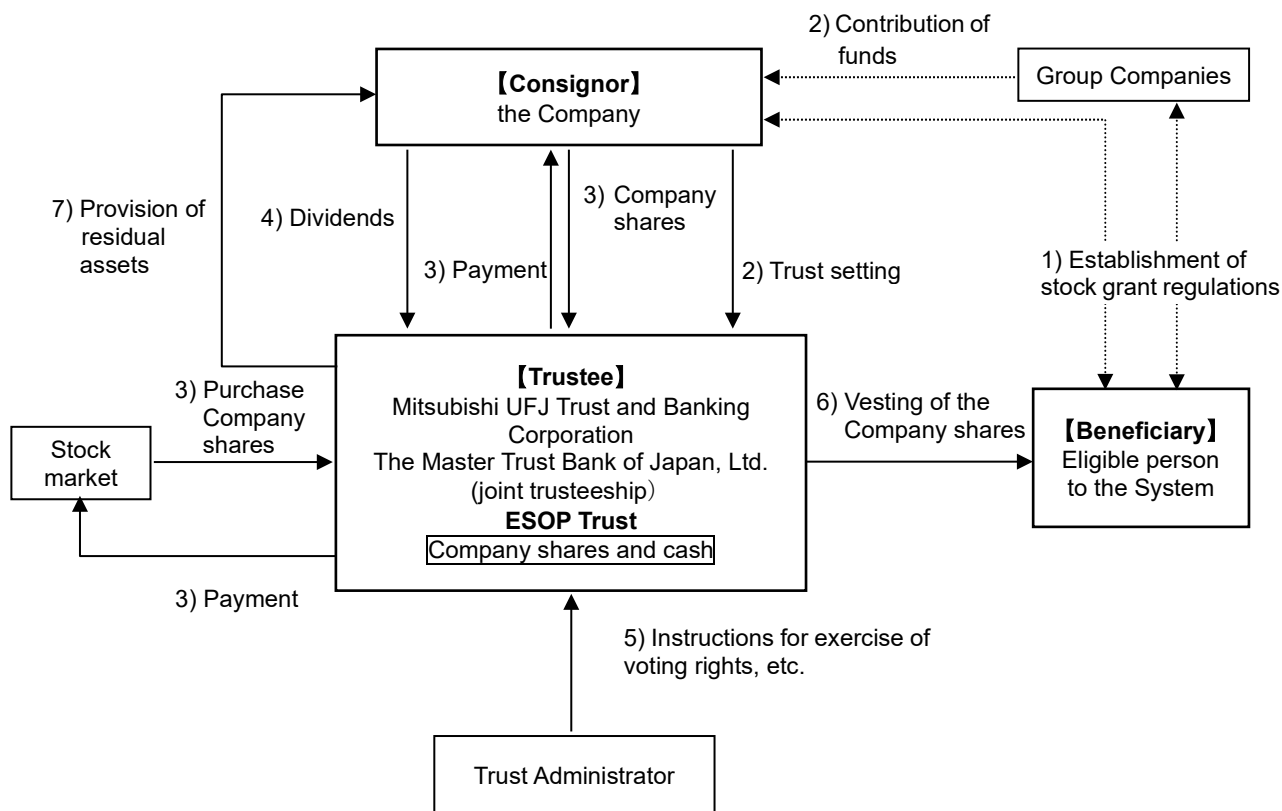 2) Contribution of
funds
Group Companies
【Consignor】
the Company
7) Provision of
residual
assets
4) Dividends
3) Payment
3) Company
shares
2) Trust setting
1) Establishment of
stock grant regulations
3) Purchase
Company
shares
Stock
market
3) Payment
【Trustee】
Mitsubishi UFJ Trust and Banking
Corporation
The Master Trust Bank of Japan, Ltd.
(joint trusteeship）
ESOP Trust
Company shares and cash
6) Vesting of the
Company shares
【Beneficiary】
Eligible person
to the System
5) Instructions for exercise of
voting rights, etc.
Trust Administrator